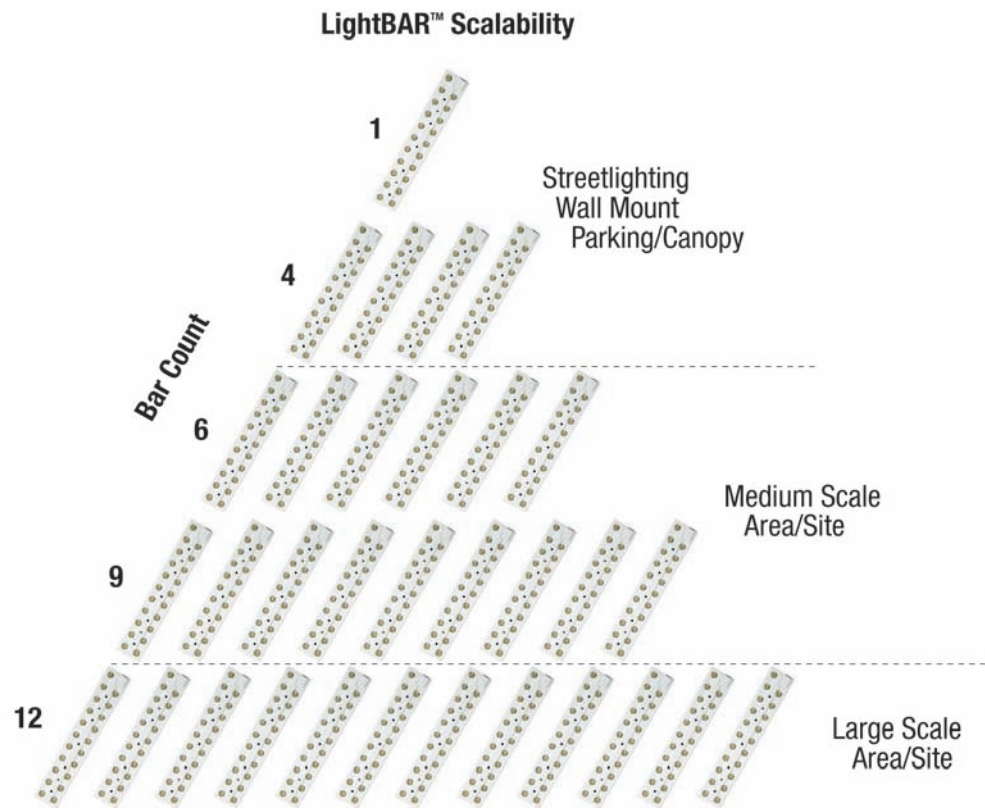 LightBAR™ Scalability
1
Streetlighting
Wall Mount
Parking/Canopy
4
Bar Count
6
Medium Scale
Area/Site
9
12
Large Scale
Area/Site